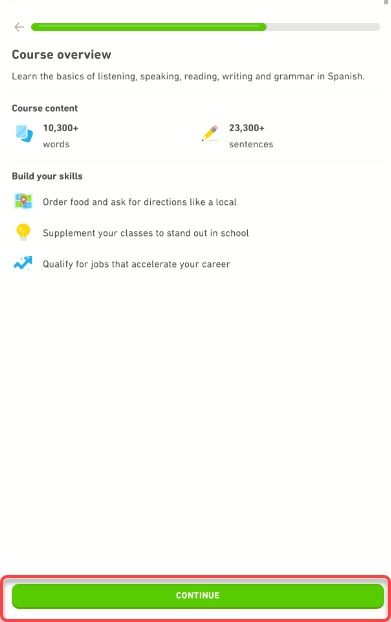 Course overview
Learn the basics of listening, speaking, reading, writing and grammar in Spanish.
Course content
10,300+
words
23,300+
sentences
Build your skills
Order food and ask for directions like a local
Supplement your classes to stand out in school
Qualify for jobs that accelerate your career
CONTINUE